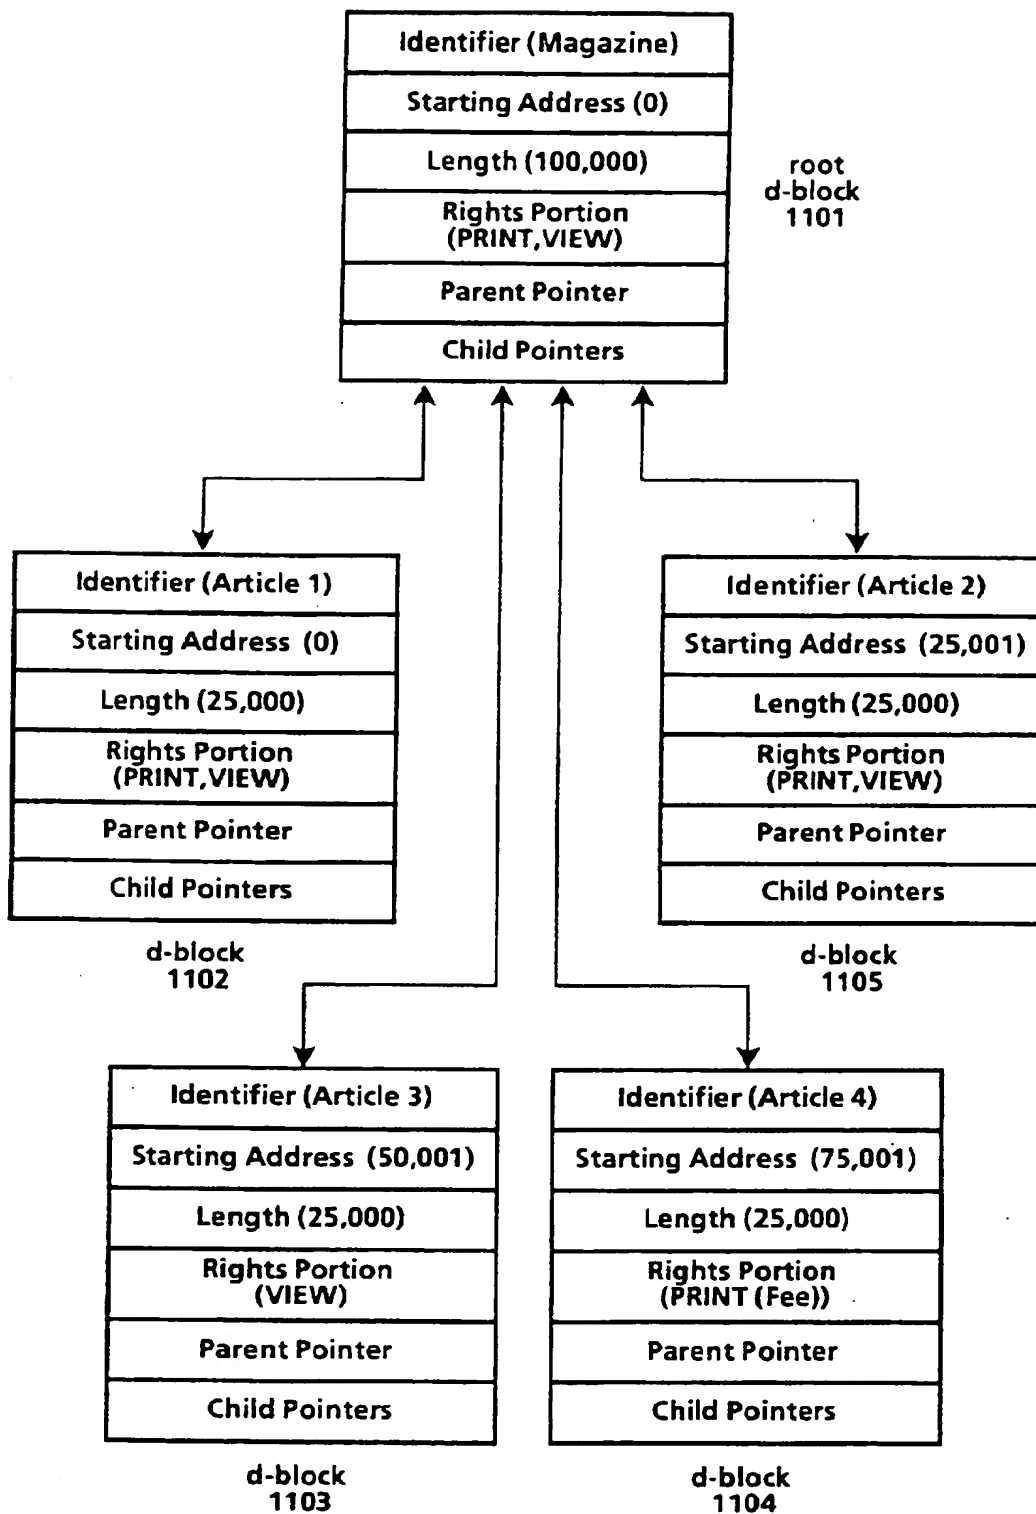 Identifier (Magazine)
Starting Address (0)
Length (100,000)
Rights Portion
(PRINT,VIEW)
Parent Pointer
Child Pointers
root
d-block
1101
Identifier (Article 1)
Starting Address (0)
Length (25,000)
Rights Portion
(PRINT,VIEW)
Parent Pointer
Child Pointers
d-block
1102
Identifier (Article 2)
Starting Address (25,001)
Length (25,000)
Rights Portion
(PRINT,VIEW)
Parent Pointer
Child Pointers
d-block
1105
Identifier (Article 3)
Starting Address (50,001)
Length (25,000)
Rights Portion
(VIEW)
Parent Pointer
Child Pointers
d-block
1103
Identifier (Article 4)
Starting Address (75,001)
Length (25,000)
Rights Portion
(PRINT (Fee))
Parent Pointer
Child Pointers
d-block
1104